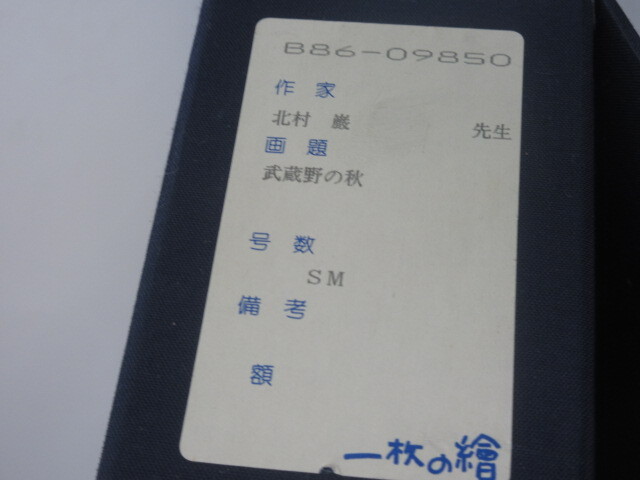 B86-09850
作家
北村 巌 先生
画題
武蔵野の秋
号数
SM
備考
額
一枚の繪